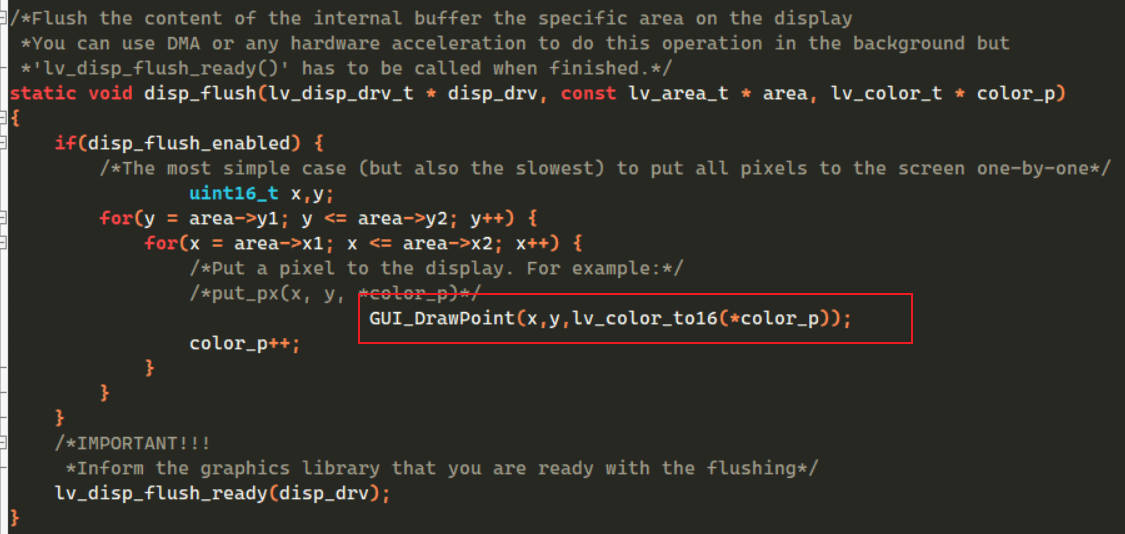 /*Flush the content of the internal buffer the specific area on the display
 *You can use DMA or any hardware acceleration to do this operation in the background but
 *'lv_disp_flush_ready()' has to be called when finished.*/
static void disp_flush(lv_disp_drv_t * disp_drv, const lv_area_t * area, lv_color_t * color_p)
{
    if(disp_flush_enabled) {
        /*The most simple case (but also the slowest) to put all pixels to the screen one-by-one*/
                uint16_t x,y;
        for(y = area->y1; y <= area->y2; y++) {
            for(x = area->x1; x <= area->x2; x++) {
                /*Put a pixel to the display. For example:*/
                /*put_px(x, y, *color_p)*/
                                GUI_DrawPoint(x,y,lv_color_to16(*color_p));
                color_p++;
            }
        }
    }
    /*IMPORTANT!!!
     *Inform the graphics library that you are ready with the flushing*/
    lv_disp_flush_ready(disp_drv);
}